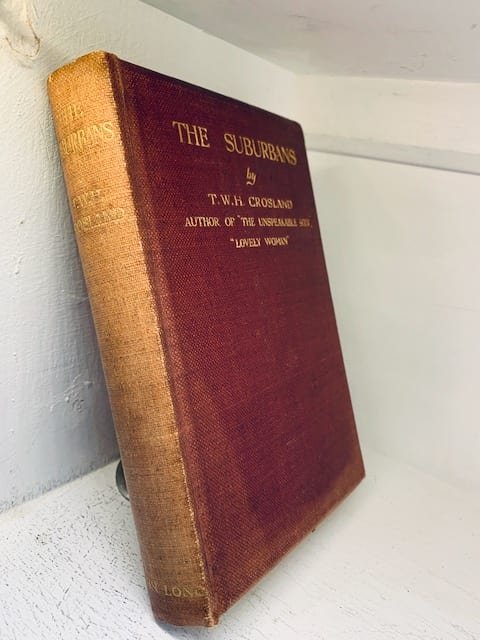 THE SUBURBANS
by
T.W.H. CROSLAND
AUTHOR OF "THE UNSPEAKABLE SCOT",
"LOVELY WOMAN"
THE
SUBURBANS
T.W.H.
CROSLAND
LONG